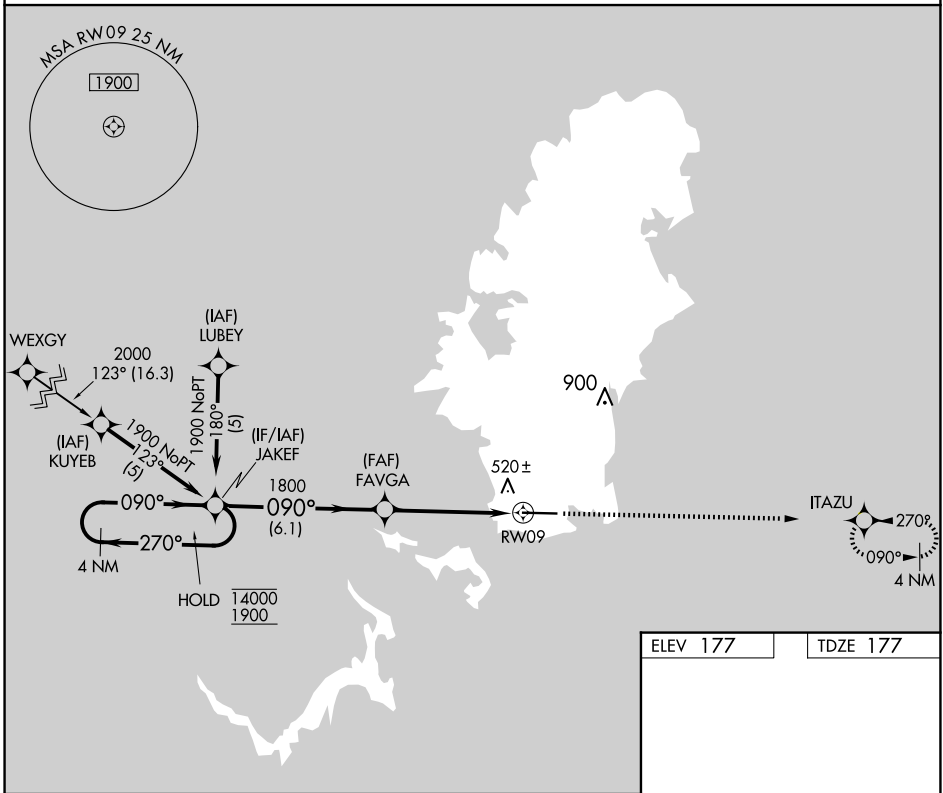 MSA RW09 25 NM
1900
WEXGY
2000
123° (16.3)
(IAF)
LUBEY
1900 NoPT
180°
(5)
(IAF)
KUYEB
1900 NoPT
123°
(5)
(IF/IAF)
JAKEF
1800
090°
(6.1)
(FAF)
FAVGA
900
520±
RW09
ITAZU
270°
090°
4 NM
090°
270°
4 NM
HOLD
14000
1900
ELEV 177
TDZE 177